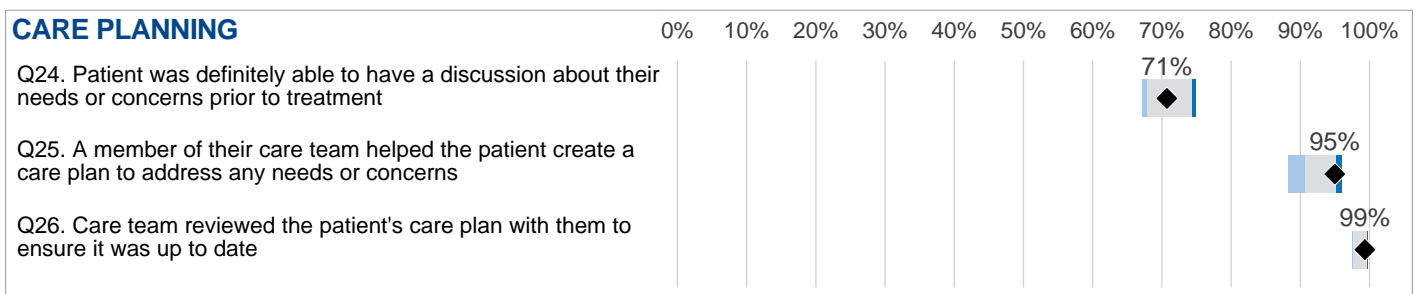 CARE PLANNING 0% 10% 20% 30% 40% 50% 60% 70% 80% 90% 100%
Q24. Patient was definitely able to have a discussion about their
needs or concerns prior to treatment
71%
Q25. A member of their care team helped the patient create a
care plan to address any needs or concerns
95%
Q26. Care team reviewed the patient's care plan with them to
ensure it was up to date
99%